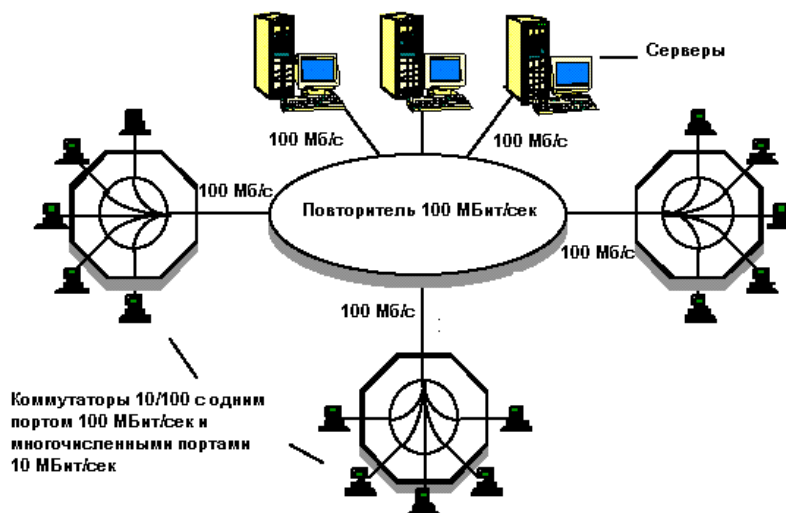 Серверы
100 Мб/с
100 Мб/с
100 Мб/с
Повторитель 100 МБит/сек
100 Мб/с
100 Мб/с
Коммутаторы 10/100 с одним
портом 100 МБит/сек и
многочисленными портами
10 МБит/сек